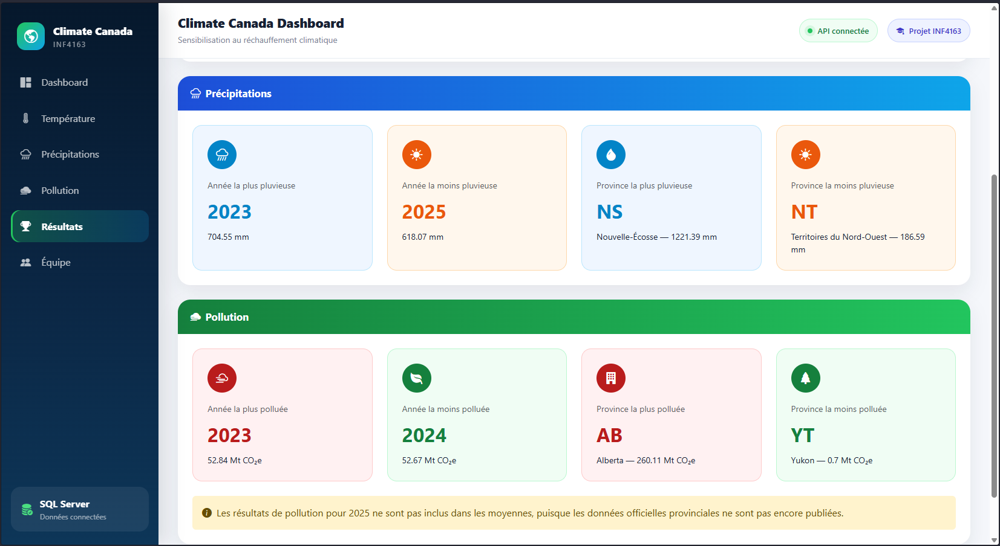 Climate Canada
INF4163
Dashboard
Température
Précipitations
Pollution
Résultats
Équipe
SQL Server
Données connectées
Climate Canada Dashboard
Sensibilisation au réchauffement climatique
API connectée
Projet INF4163
Précipitations
Année la plus pluvieuse
2023
704.55 mm
Année la moins pluvieuse
2025
618.07 mm
Province la plus pluvieuse
NS
Nouvelle-Écosse — 1221.39 mm
Province la moins pluvieuse
NT
Territoires du Nord-Ouest — 186.59
mm
Pollution
Année la plus polluée
2023
52.84 Mt CO₂e
Année la moins polluée
2024
52.67 Mt CO₂e
Province la plus polluée
AB
Alberta — 260.11 Mt CO₂e
Province la moins polluée
YT
Yukon — 0.7 Mt CO₂e
Les résultats de pollution pour 2025 ne sont pas inclus dans les moyennes, puisque les données officielles provinciales ne sont pas encore publiées.